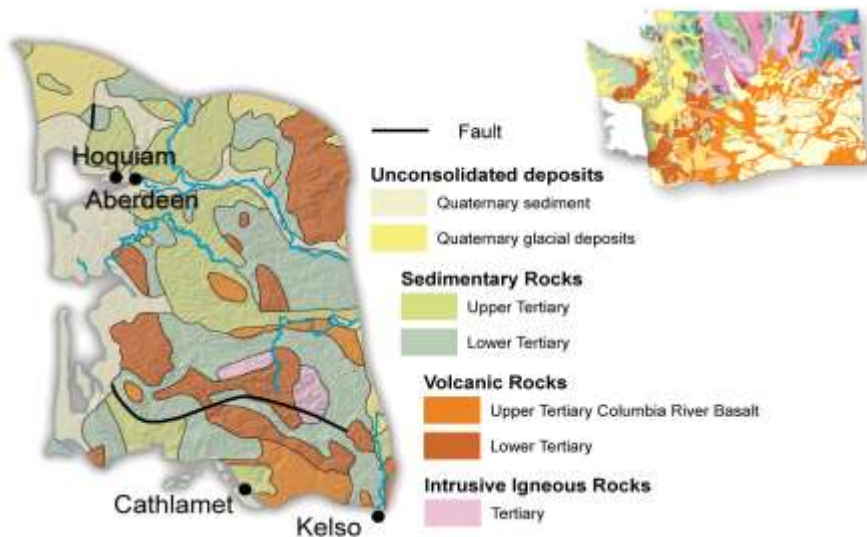 Hoquiam
Aberdeen
Cathlamet
Kelso
Fault
Unconsolidated deposits
Quaternary sediment
Quaternary glacial deposits
Sedimentary Rocks
Upper Tertiary
Lower Tertiary
Volcanic Rocks
Upper Tertiary Columbia River Basalt
Lower Tertiary
Intrusive Igneous Rocks
Tertiary